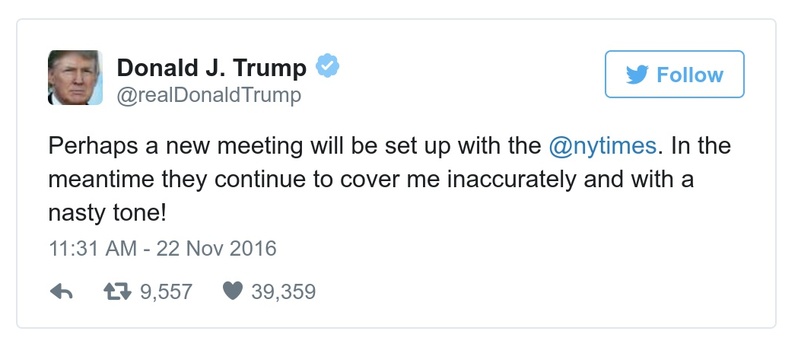 Donald J. Trump
@realDonaldTrump
Follow
Perhaps a new meeting will be set up with the @nytimes. In the
meantime they continue to cover me inaccurately and with a
nasty tone!
11:31 AM - 22 Nov 2016
9,557 39,359